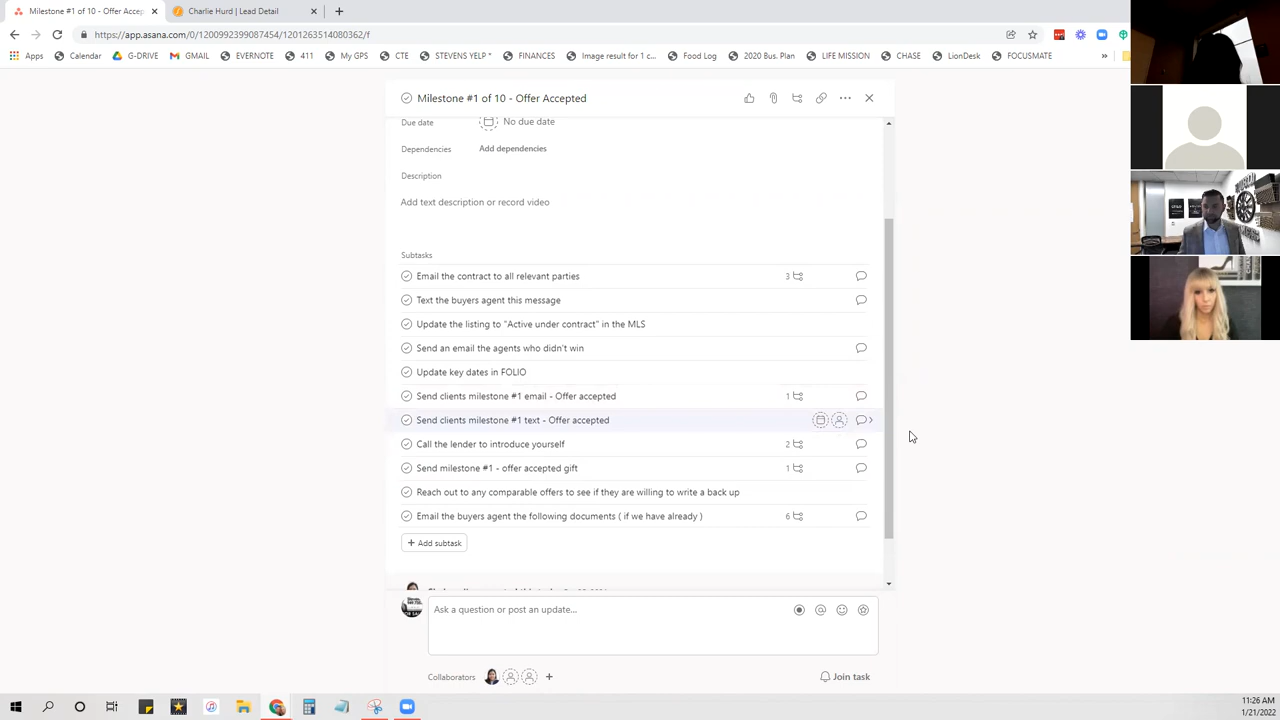 Milestone #1 of 10 - Offer Accep
Charlie Hurd | Lead Detail
https://app.asana.com/0/1200992399087454/1201263514080362/f
Apps
Calendar
G-DRIVE
GMAIL
EVERNOTE
411
My GPS
CTE
STEVENS YELP *
FINANCES
Image result for 1 c...
Food Log
2020 Bus. Plan
LIFE MISSION
CHASE
LionDesk
FOCUSMATE
Milestone #1 of 10 - Offer Accepted
Due date
No due date
Dependencies
Add dependencies
Description
Add text description or record video
Subtasks
Email the contract to all relevant parties
3
Text the buyers agent this message
Update the listing to "Active under contract" in the MLS
Send an email the agents who didn't win
Update key dates in FOLIO
Send clients milestone #1 email - Offer accepted
1
Send clients milestone #1 text - Offer accepted
Call the lender to introduce yourself
2
Send milestone #1 - offer accepted gift
1
Reach out to any comparable offers to see if they are willing to write a back up
Email the buyers agent the following documents ( if we have already )
6
+ Add subtask
Ask a question or post an update...
Collaborators
Join task
11:26 AM
1/21/2022